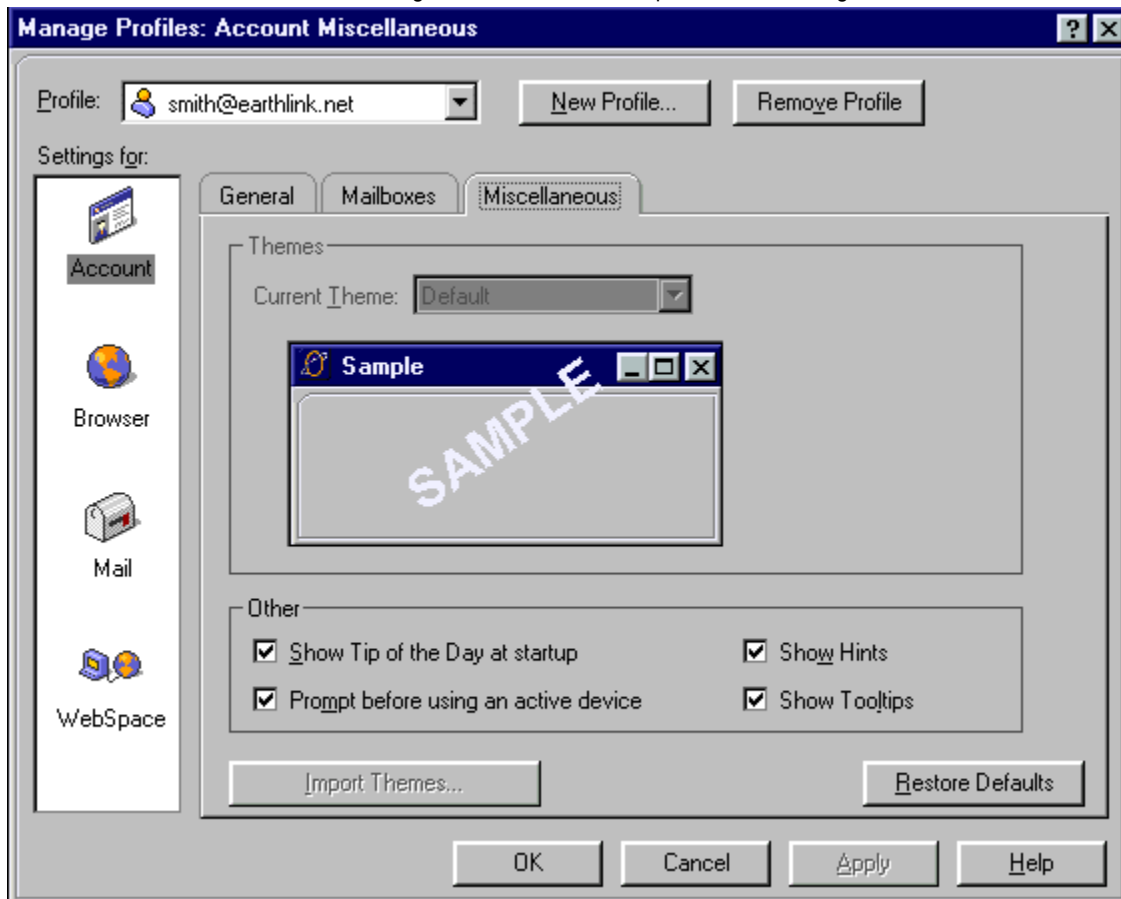 Manage Profiles: Account Miscellaneous ? X
Profile: smith@earthlink.net New Profile... Remove Profile
Settings for:
General Mailboxes Miscellaneous
Account
Themes
Current Theme: Default
Sample
SAMPLE
Browser
Mail
Other
Show Tip of the Day at startup Show Hints
Prompt before using an active device Show Tooltips
WebSpace
Import Themes... Restore Defaults
OK Cancel Apply Help